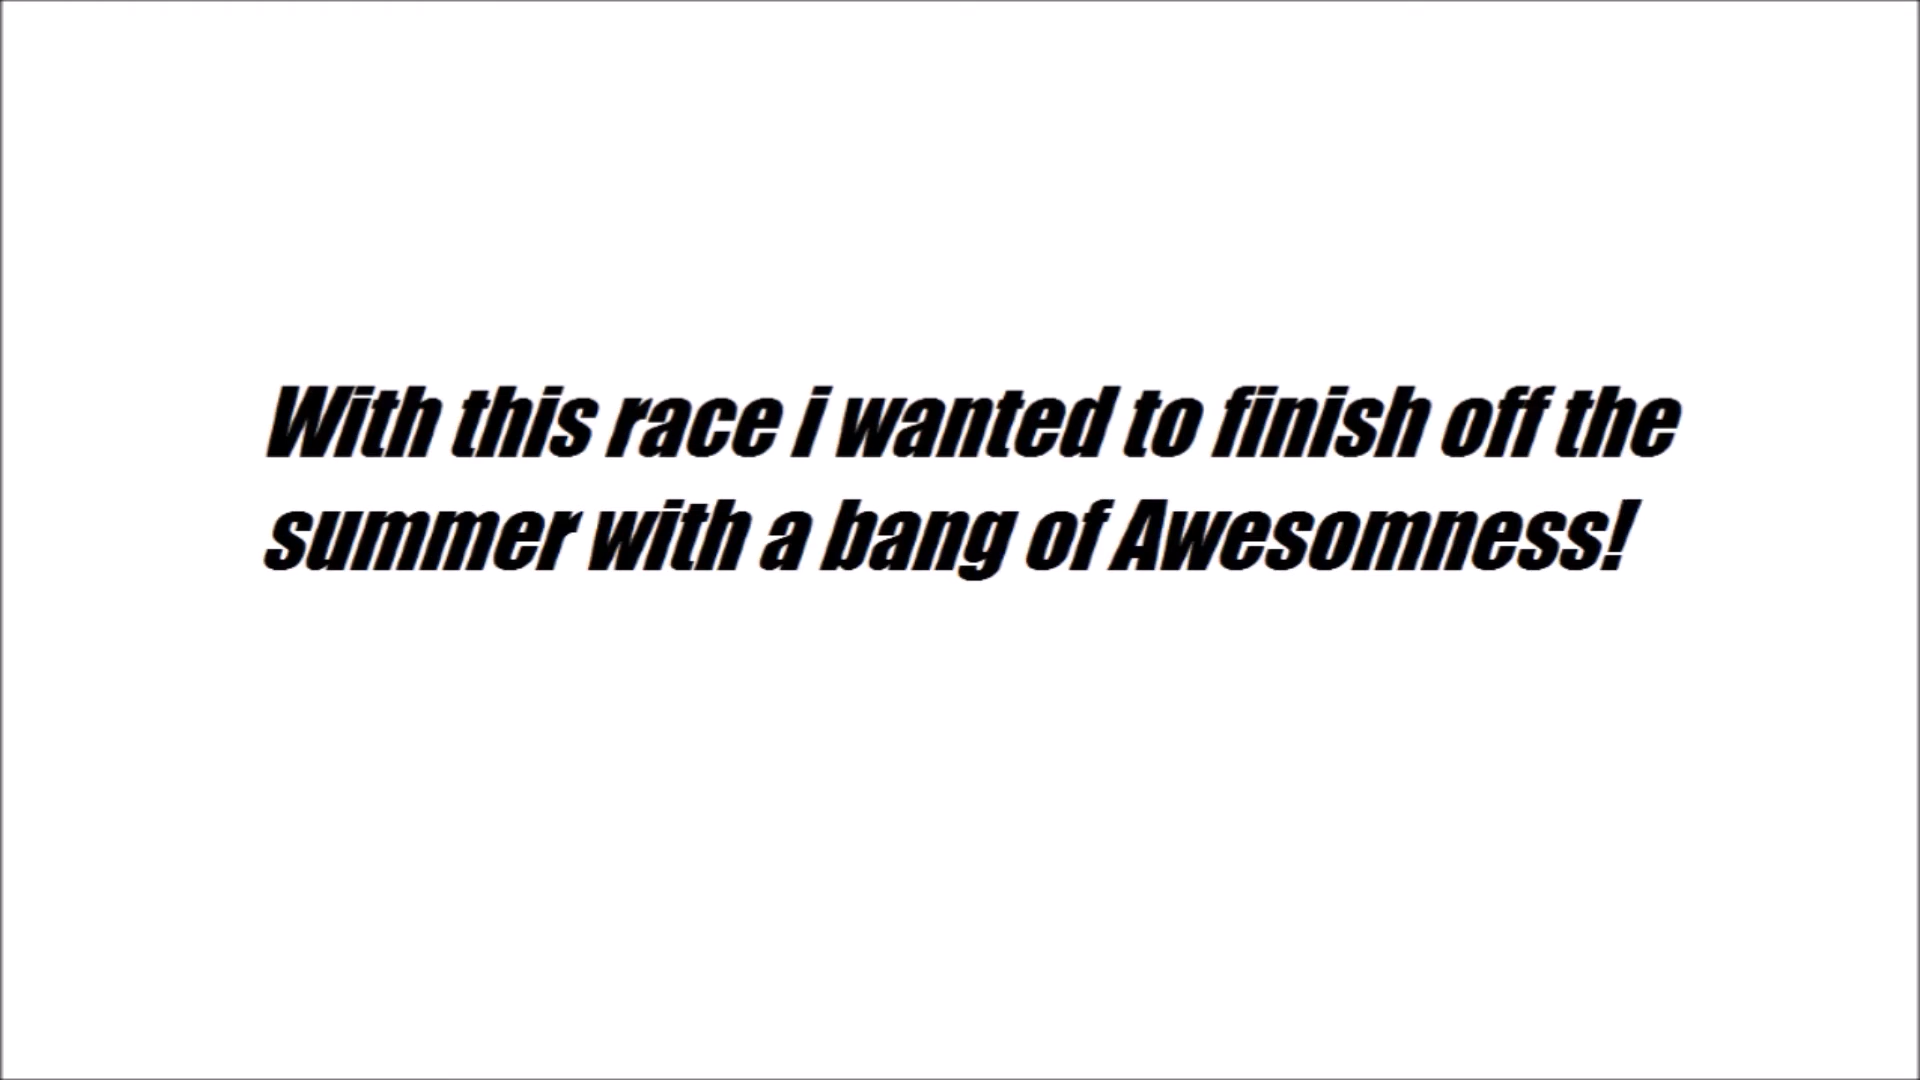 With this race i wanted to finish off the
summer with a bang of Awesomness!